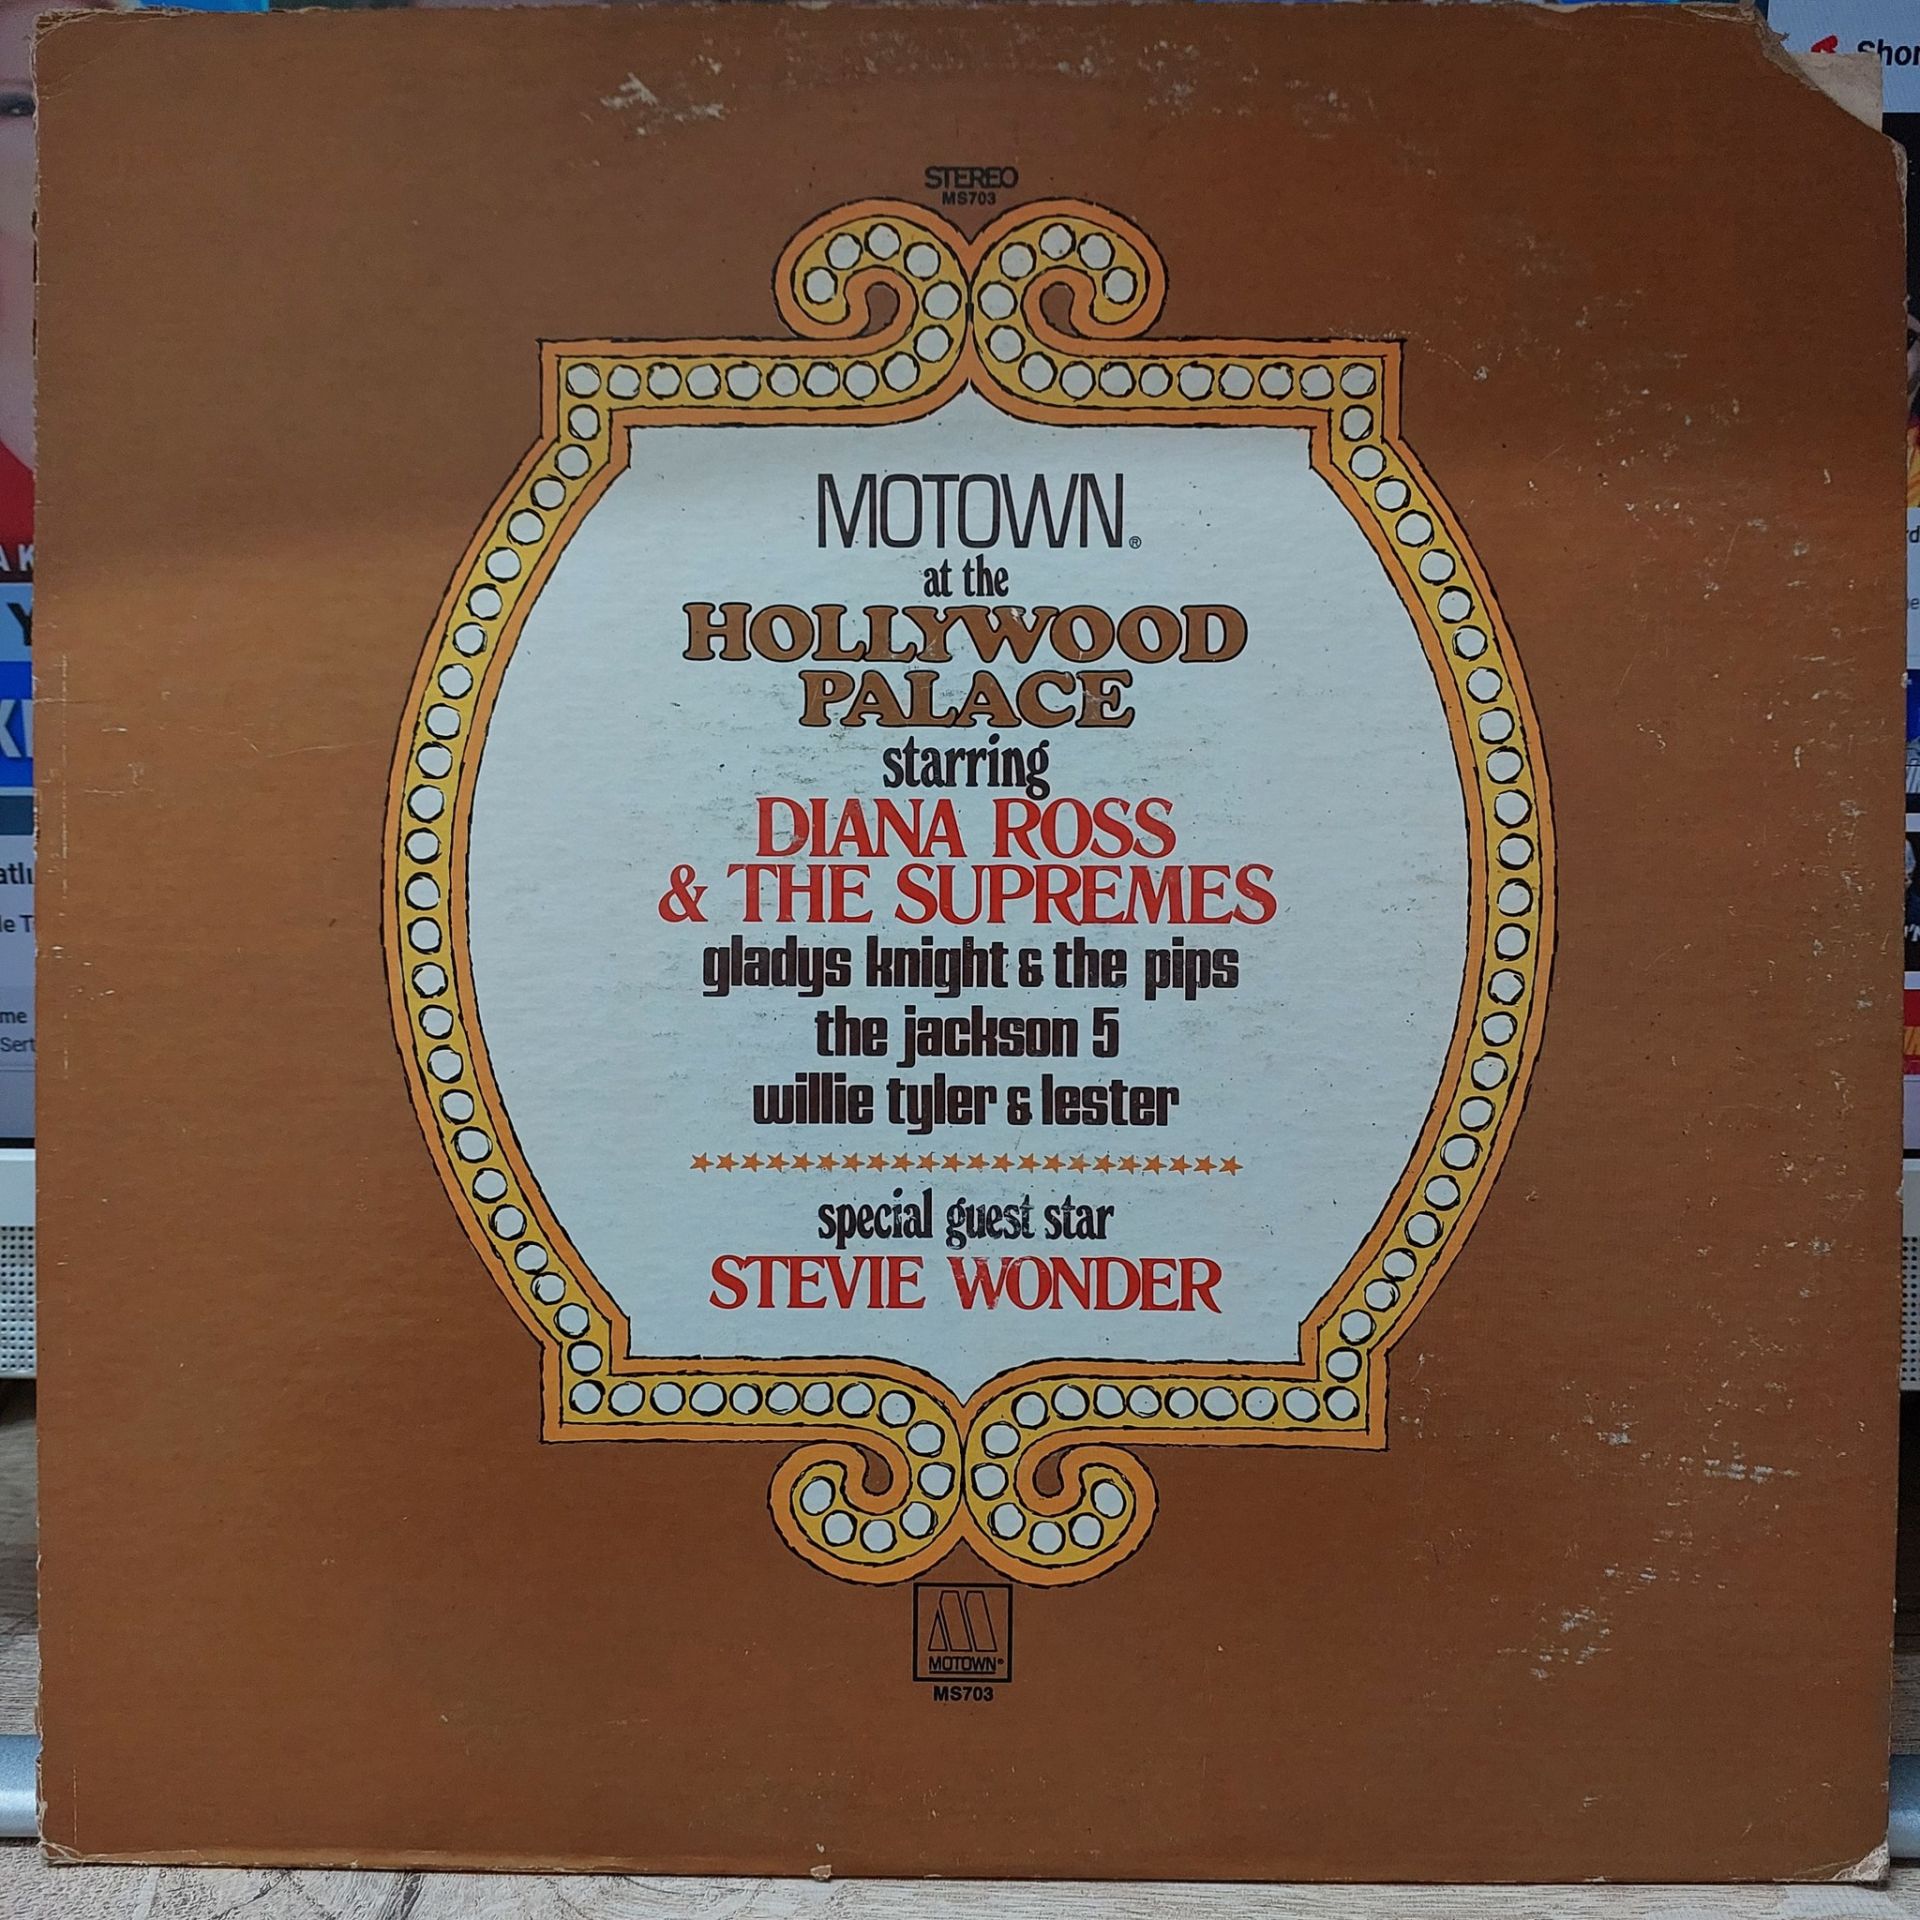 STEREO
MS703
MOTOWN®
at the
HOLLYWOOD
PALACE
starring
DIANA ROSS
& THE SUPREMES
gladys knight & the pips
the jackson 5
willie tyler & lester
special guest star
STEVIE WONDER
MOTOWN®
MS703